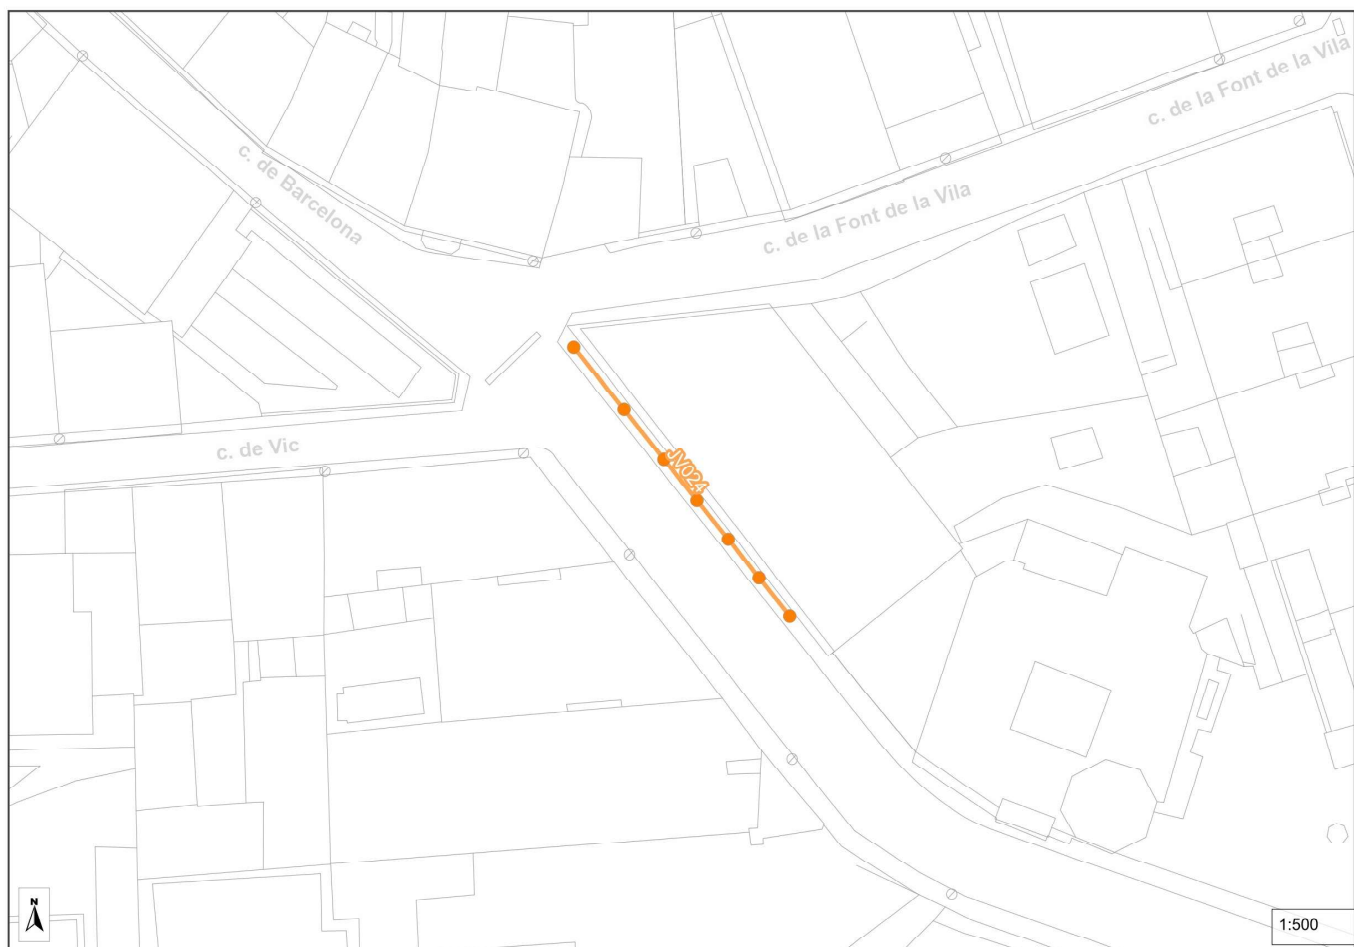 c. de la Font de la Vila
c. de Barcelona
c. de la Font de la Vila
c. de Vic
JV024
N
1:500